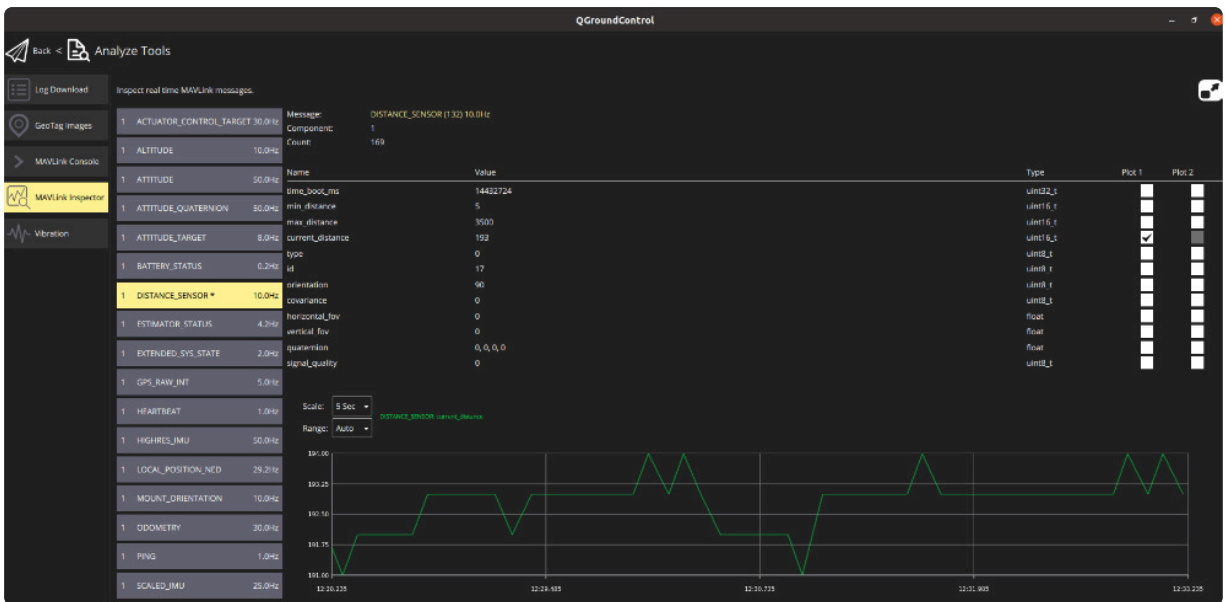 QGroundControl
Back < Analyze Tools
Log Download
GeoTag Images
MAVLink Console
MAVLink Inspector
Vibration
Inspect real time MAVLink messages.
1 ACTUATOR_CONTROL_TARGET 30.0Hz
1 ALTITUDE 10.0Hz
1 ATTITUDE 50.0Hz
1 ATTITUDE_QUATERNION 50.0Hz
1 ATTITUDE_TARGET 8.0Hz
1 BATTERY_STATUS 0.2Hz
1 DISTANCE_SENSOR * 10.0Hz
1 ESTIMATOR_STATUS 4.2Hz
1 EXTENDED_SYS_STATE 2.0Hz
1 GPS_RAW_INT 5.0Hz
1 HEARTBEAT 1.0Hz
1 HIGHRES_IMU 50.0Hz
1 LOCAL_POSITION_NED 29.2Hz
1 MOUNT_ORIENTATION 10.0Hz
1 ODOMETRY 30.0Hz
1 PING 1.0Hz
1 SCALED_IMU 25.0Hz
Message: DISTANCE_SENSOR (132) 10.0Hz
Component: 1
Count: 169
Name Value Type Plot 1 Plot 2
time_boot_ms 14432724 uint32_t
min_distance 5 uint16_t
max_distance 3500 uint16_t
current_distance 193 uint16_t
type 0 uint8_t
id 17 uint8_t
orientation 90 uint8_t
covariance 0 uint8_t
horizontal_fov 0 float
vertical_fov 0 float
quaternion 0, 0, 0, 0 float
signal_quality 0 uint8_t
Scale: 5 Sec
DISTANCE_SENSOR: current_distance
Range: Auto
194.00
193.25
192.50
191.75
191.00
12:28.235 12:29.485 12:30.735 12:31.985 12:33.235